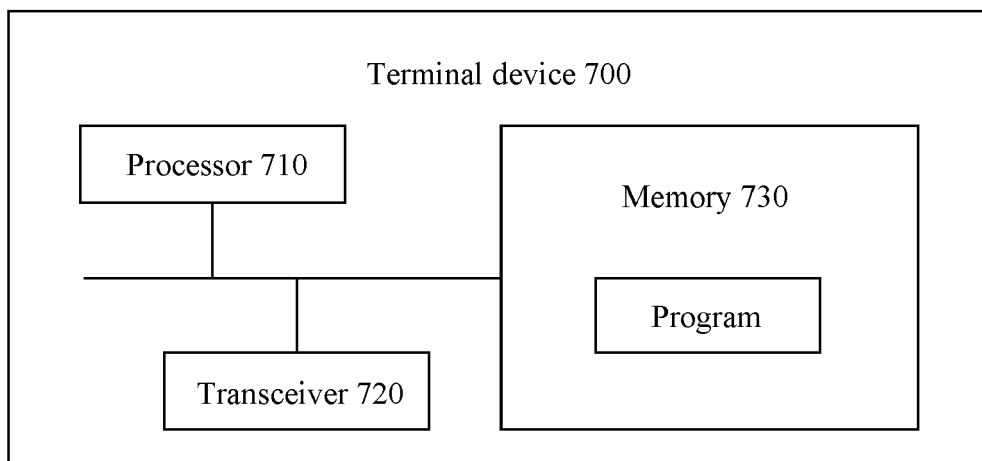 Terminal device 700
Processor 710
Memory 730
Program
Transceiver 720